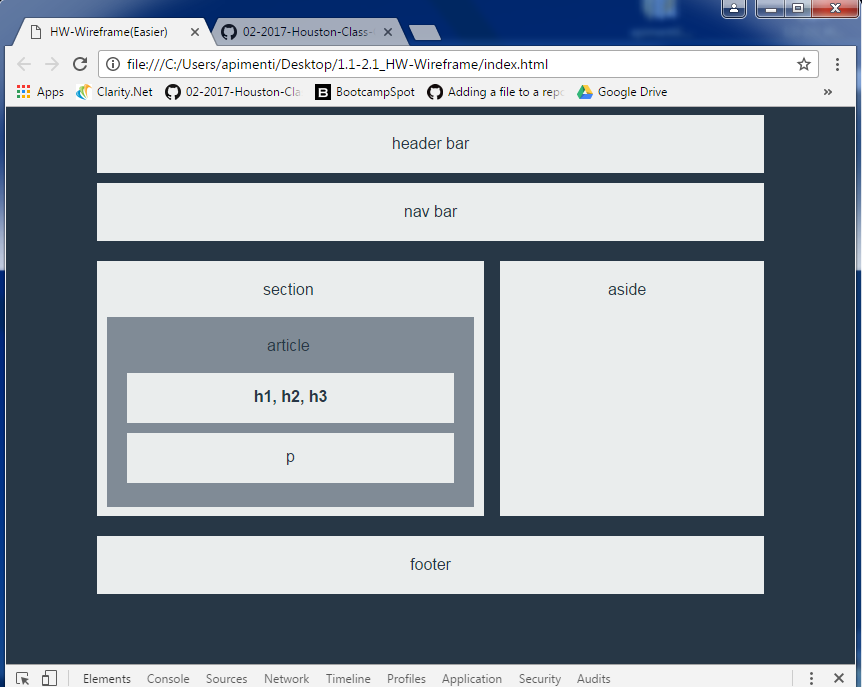 HW-Wireframe(Easier) 02-2017-Houston-Class-
file:///C:/Users/apimenti/Desktop/1.1-2.1_HW-Wireframe/index.html
Apps Clarity.Net 02-2017-Houston-Cla B BootcampSpot Adding a file to a repo Google Drive »
header bar
nav bar
section
aside
article
h1, h2, h3
p
footer
Elements Console Sources Network Timeline Profiles Application Security Audits